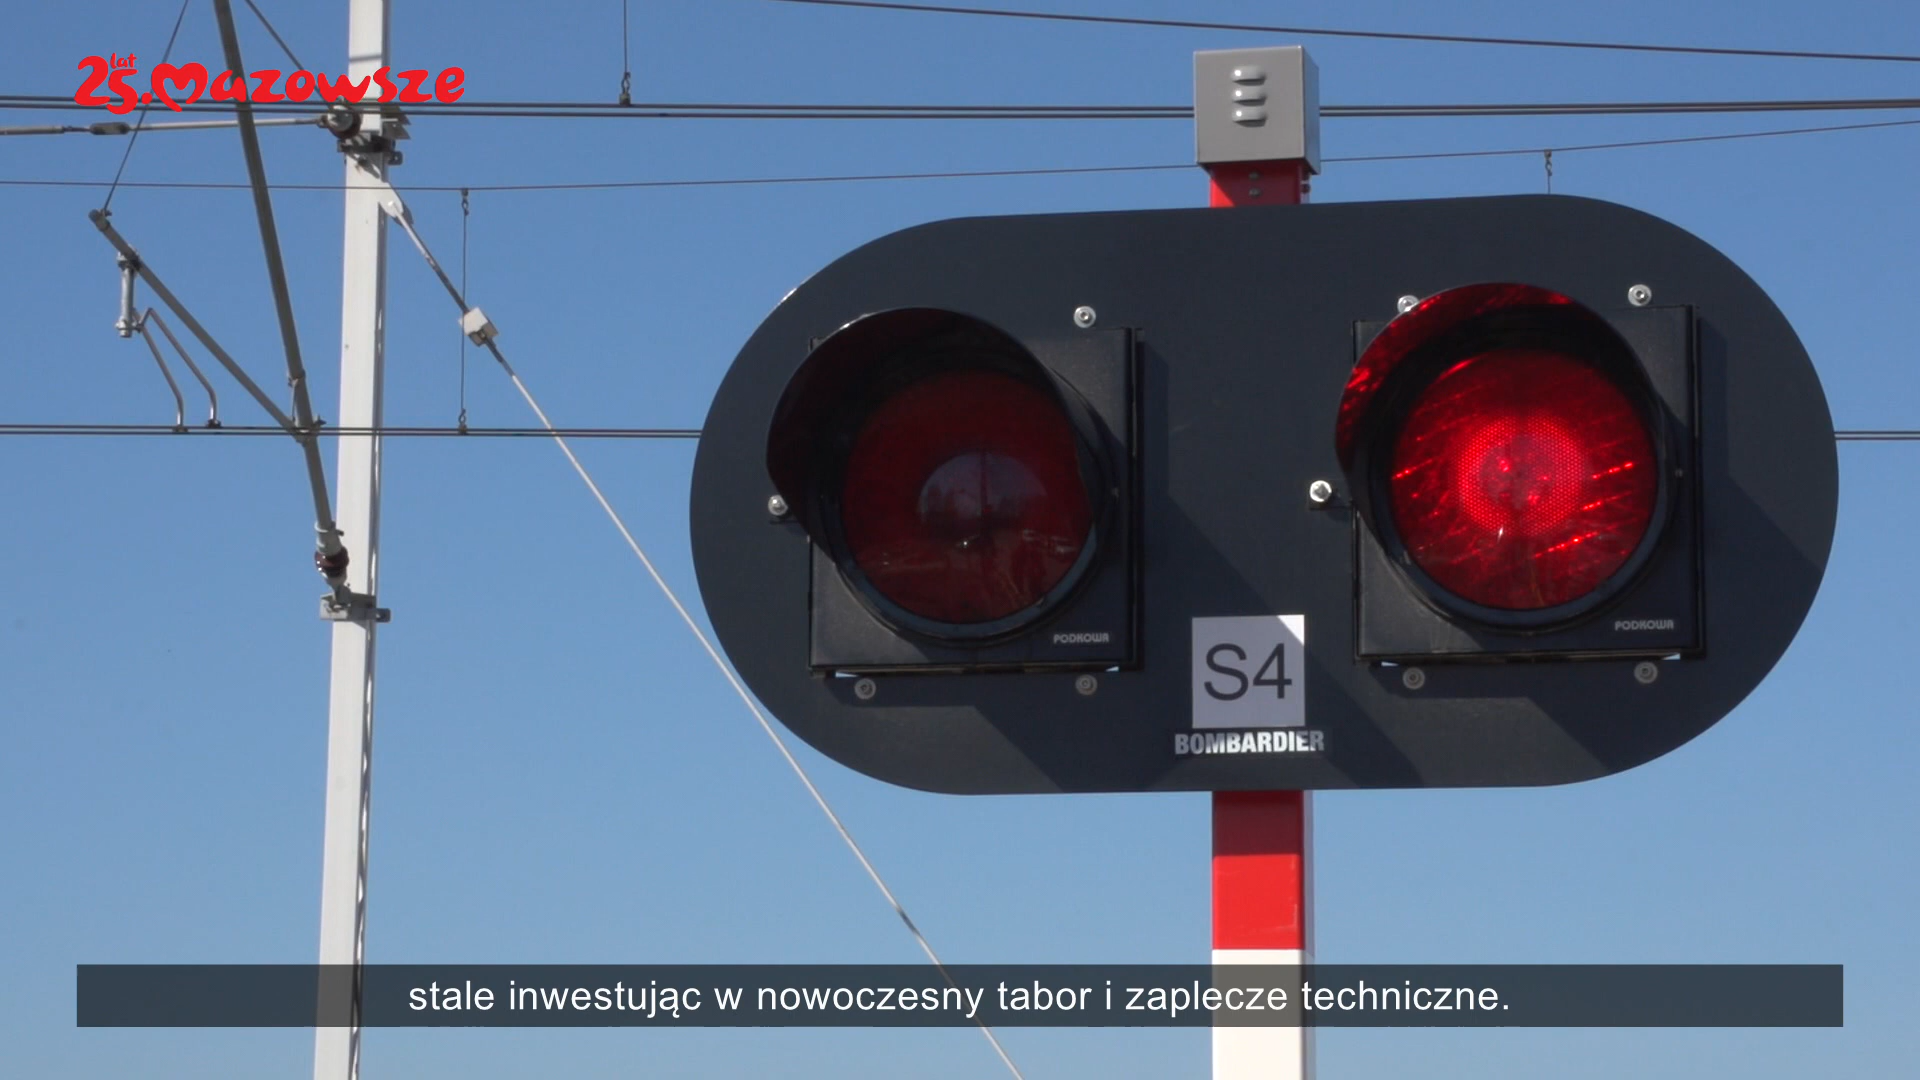 25 lat. Mazowsze
PODKOWA
PODKOWA
S4
BOMBARDIER
stale inwestując w nowoczesny tabor i zaplecze techniczne.